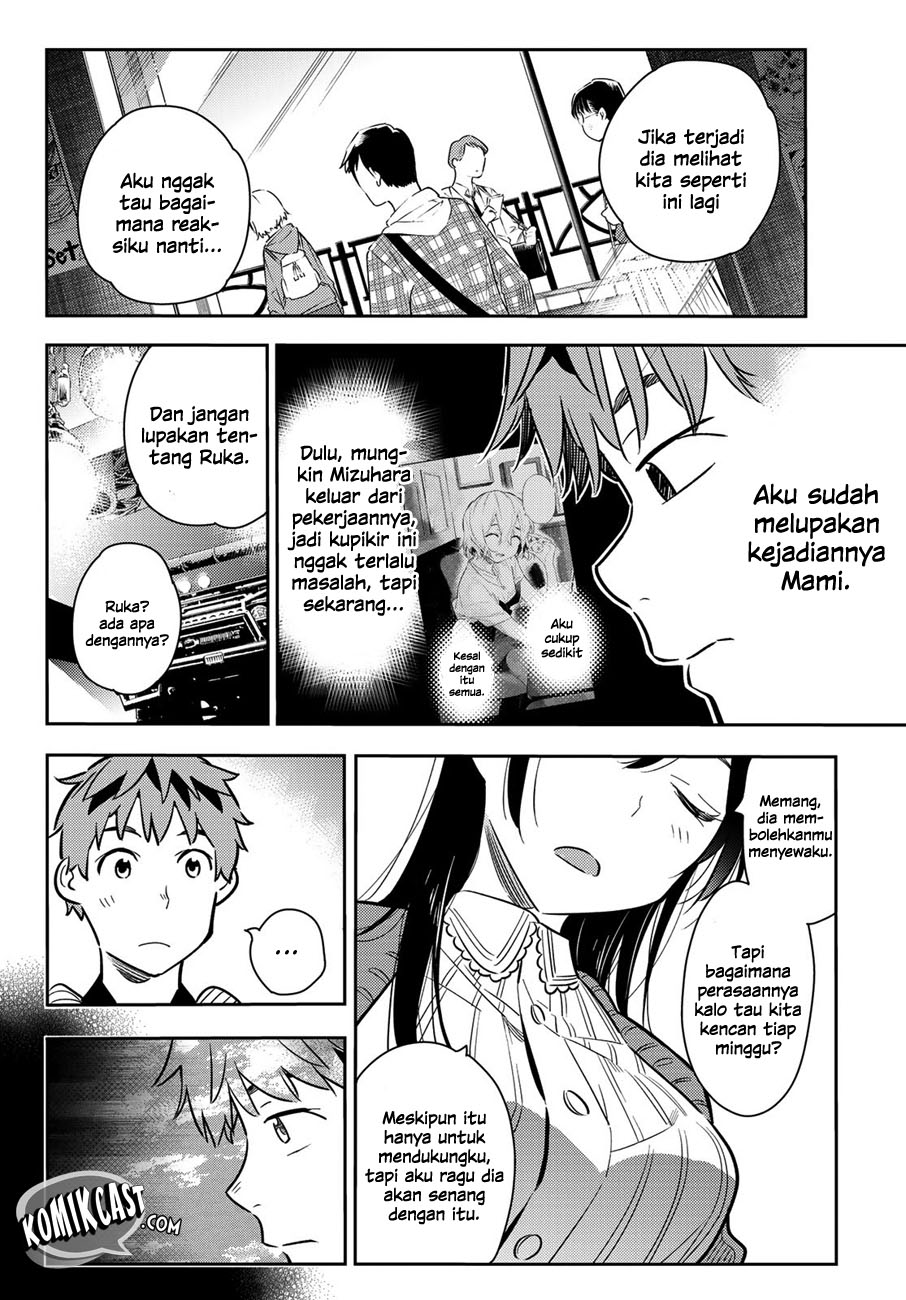 Jika terjadi
dia melihat
kita seperti
ini lagi
Aku nggak
tau bagai-
mana reak-
siku nanti...
Set
Aku sudah
melupakan
kejadiannya
Mami.
Dulu, mung-
kin Mizuhara
keluar dari
pekerjaannya,
jadi kupikir ini
nggak terlalu
masalah, tapi
sekarang...
Aku
cukup
sedikit
Kesal
dengan
itu
semua.
Dan jangan
lupakan ten-
tang Ruka.
Ruka?
ada apa
dengannya?
Memang,
dia mem-
bolehkanmu
menyewaku.
Tapi
bagaimana
perasaannya
kalo tau kita
kencan tiap
minggu?
Meskipun itu
hanya untuk
mendukungku,
tapi aku ragu dia
akan senang
dengan itu.
...
KOMIKCAST
.COM